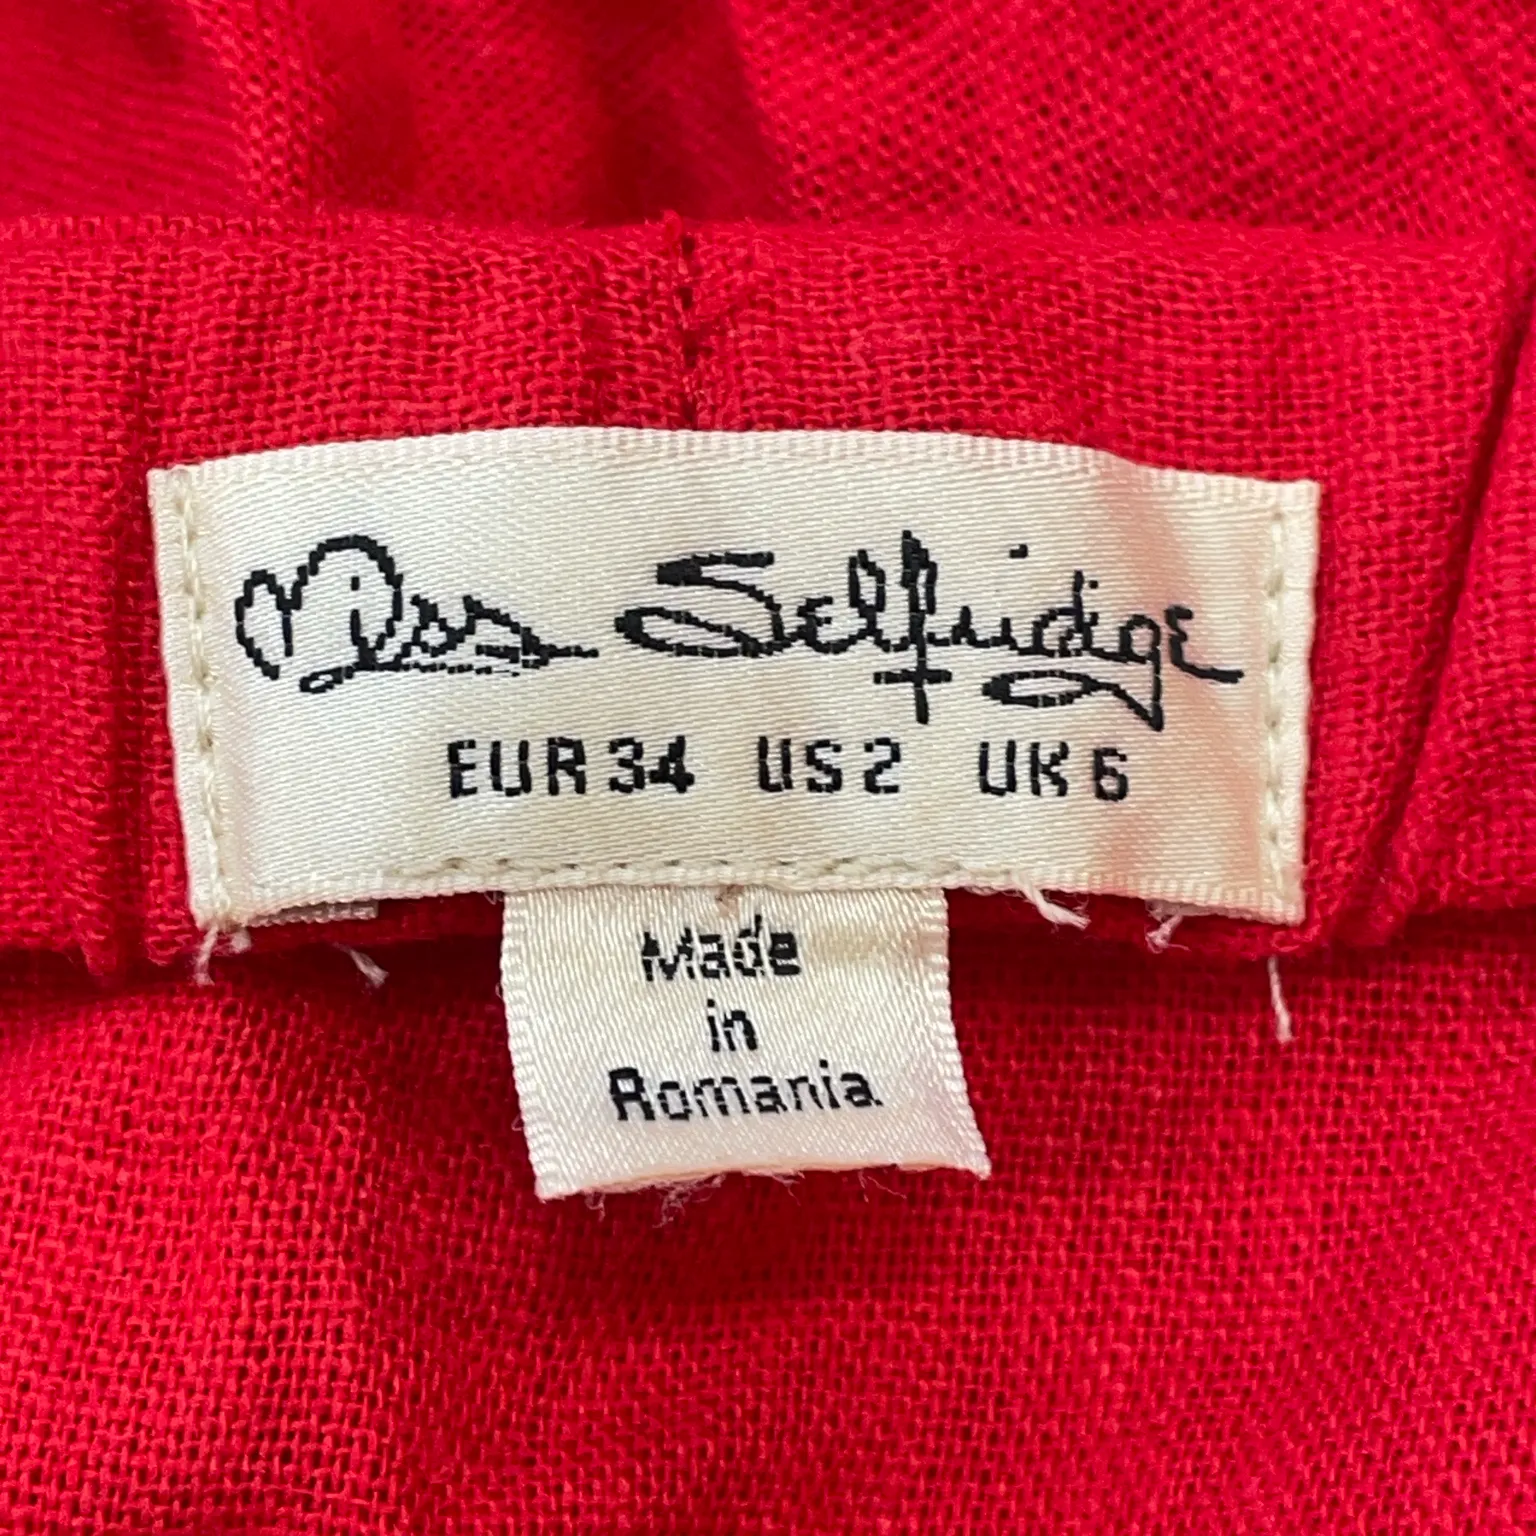 Miss Selfridge
EUR 34 US 2 UK 6
Made
in
Romania